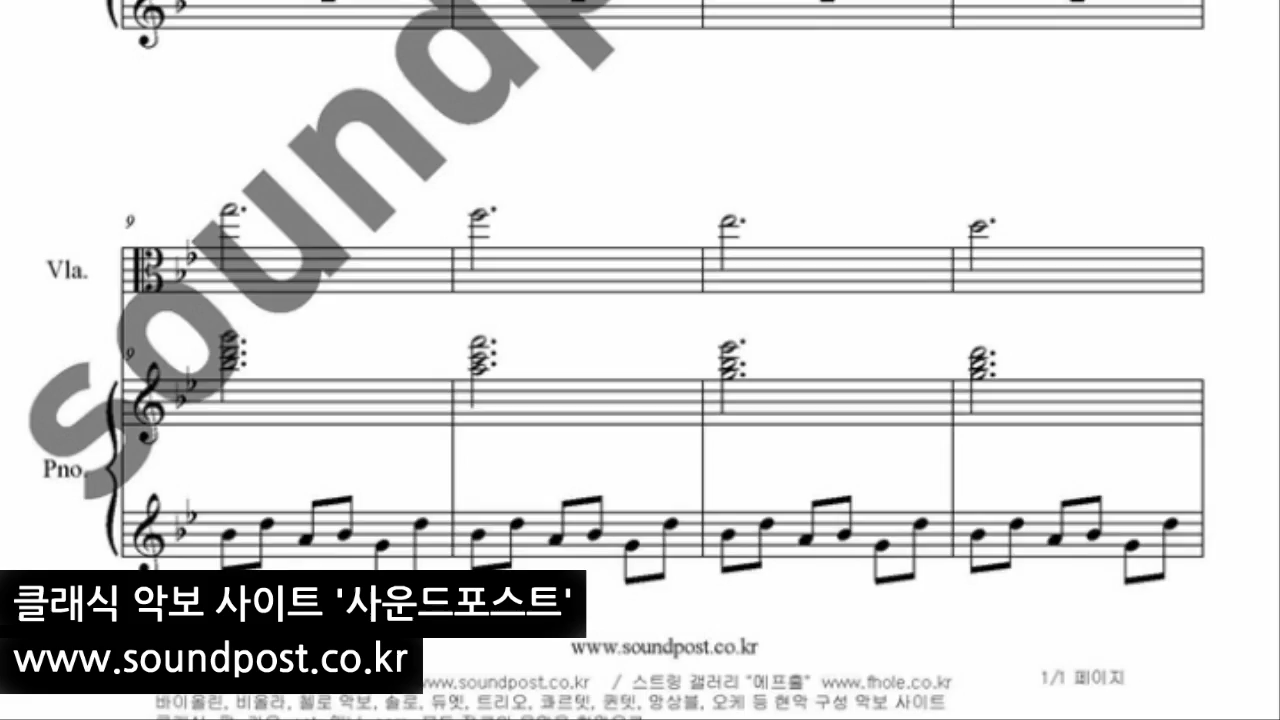 soundp
9
Vla.
9
Pno.
클래식 악보 사이트 '사운드포스트'
www.soundpost.co.kr
www.soundpost.co.kr
www.soundpost.co.kr / 스트링 갤러리 "에프홀" www.fhole.co.kr
1/1 페이지
바이올린, 비올라, 첼로 악보, 솔로, 듀엣, 트리오, 콰르텟, 퀸텟, 앙상블, 오케 등 현악 구성 악보 사이트